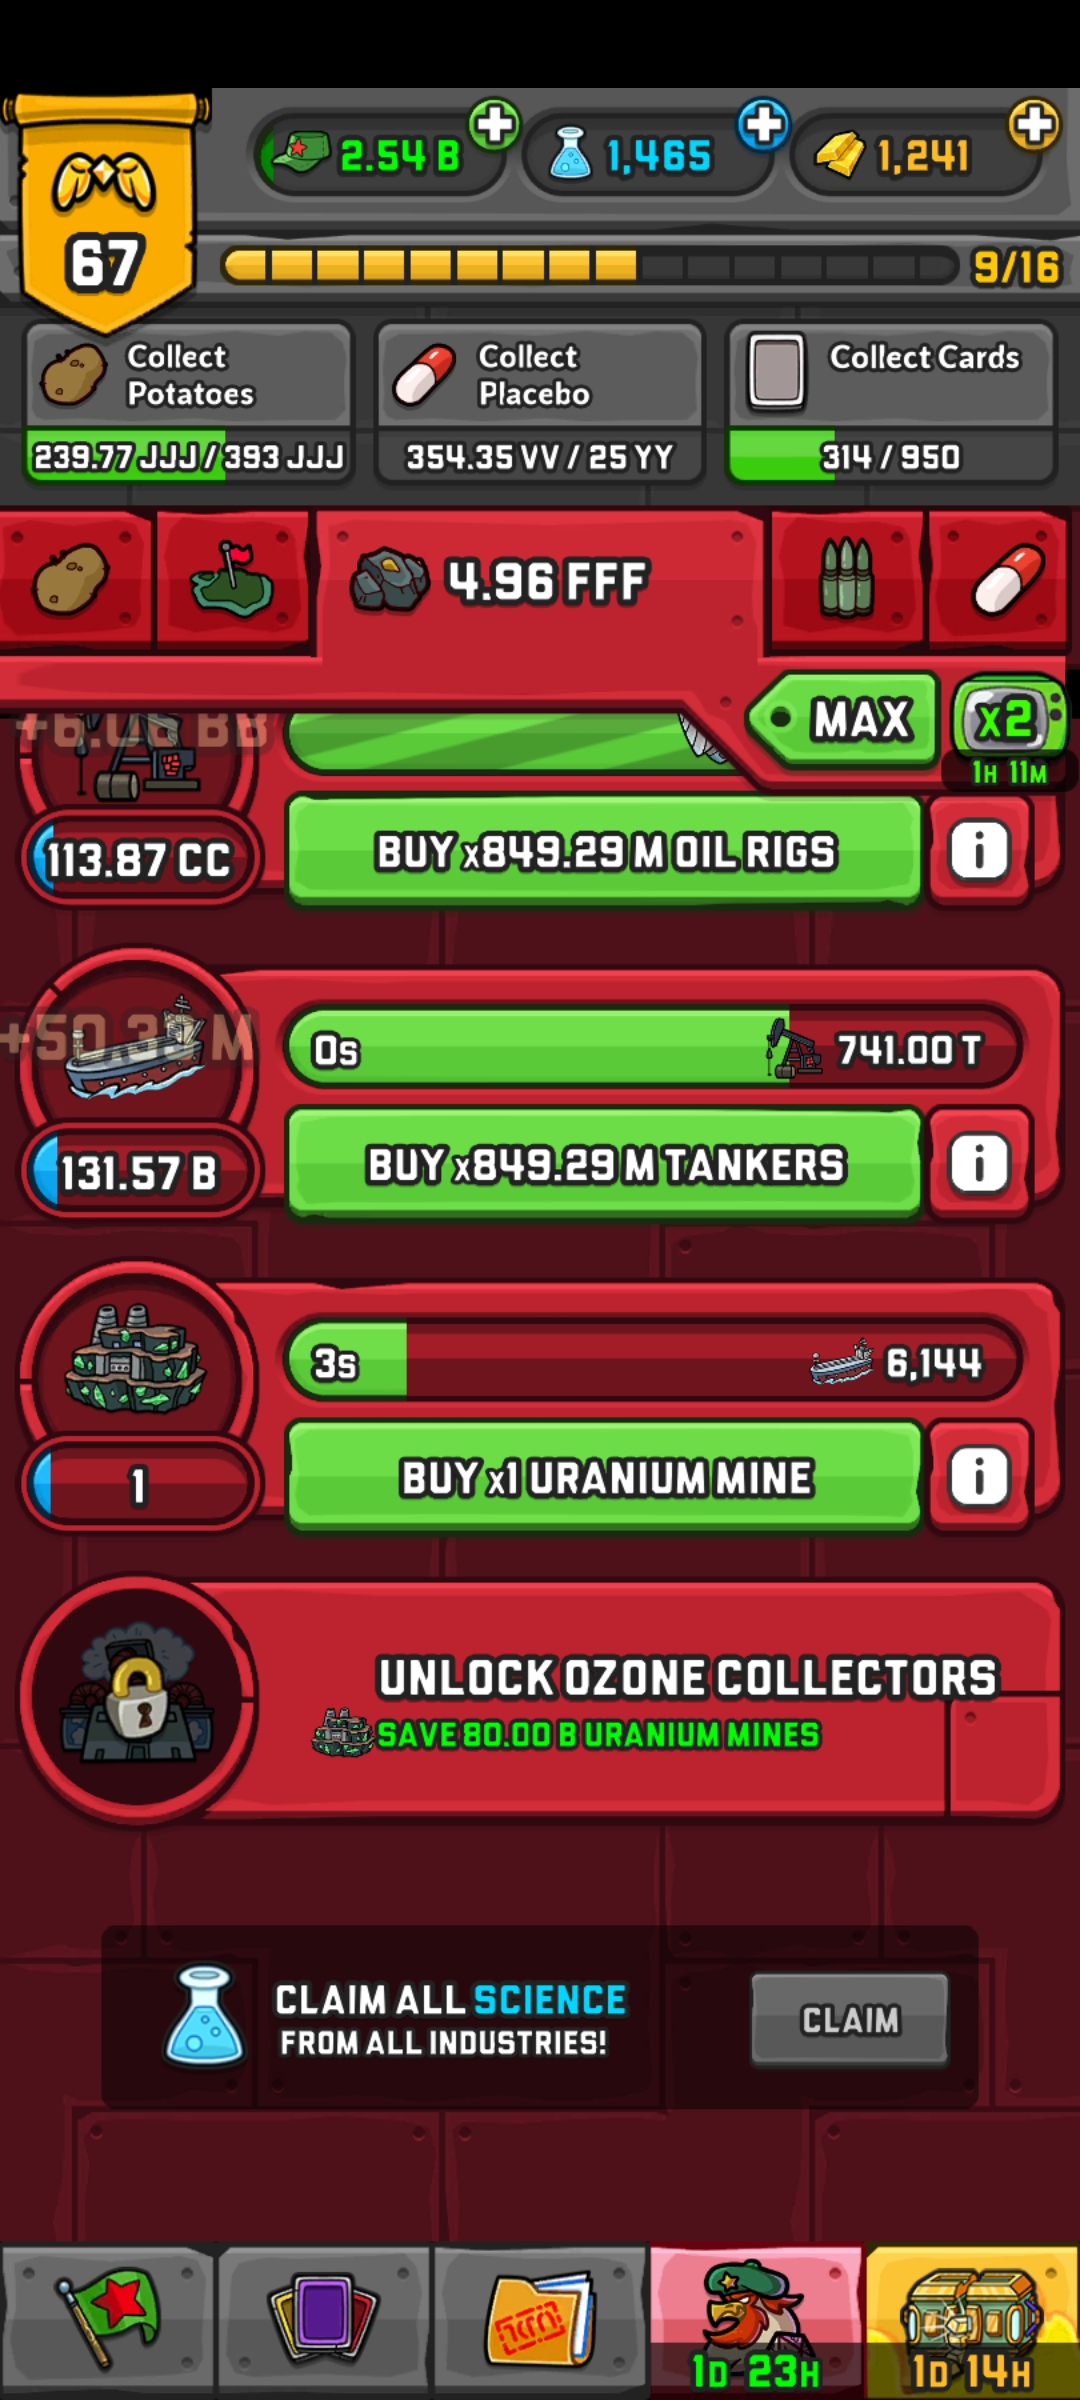 2.54 B
1,465
1,241
67
9/16
Collect
Potatoes
Collect
Placebo
Collect Cards
239.77 JJJ / 393 JJJ
354.35 VV / 25 YY
314 / 950
4.96 FFF
MAX
x2
1H 11M
113.87 CC
BUY x849.29 M OIL RIGS
i
0s
741.00 T
131.57 B
BUY x849.29 M TANKERS
i
3s
6,144
1
BUY x1 URANIUM MINE
i
UNLOCK OZONE COLLECTORS
SAVE 80.00 B URANIUM MINES
CLAIM ALL SCIENCE
FROM ALL INDUSTRIES!
CLAIM
1D 23H
1D 14H